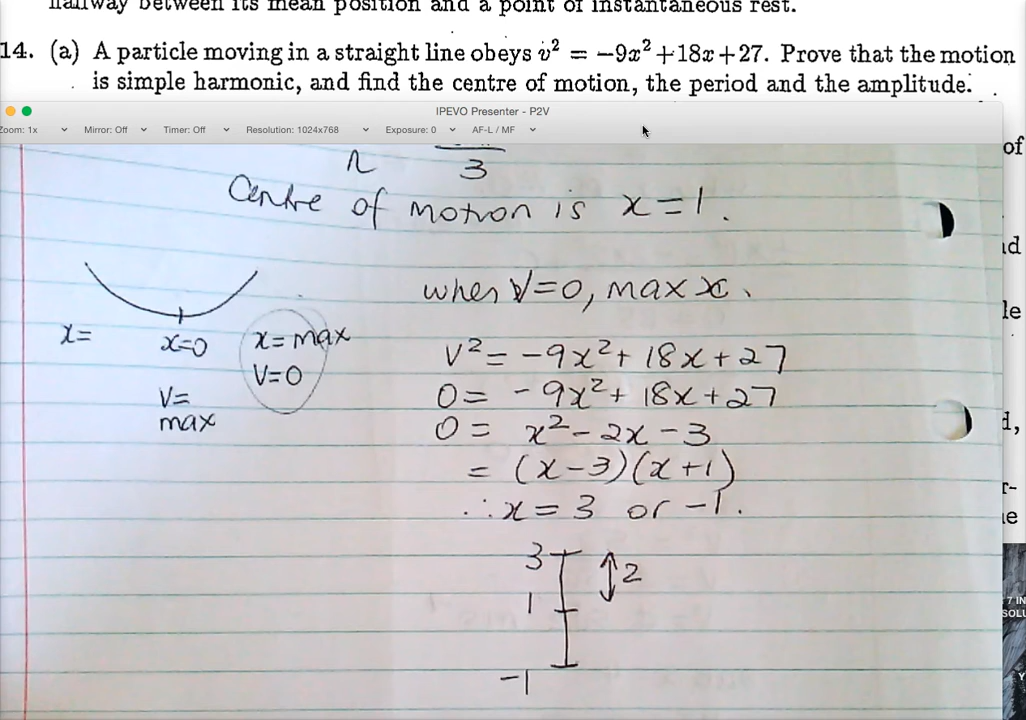 halfway between its mean position and a point of instantaneous rest.
14. (a) A particle moving in a straight line obeys v² = −9x² + 18x + 27. Prove that the motion
is simple harmonic, and find the centre of motion, the period and the amplitude.
IPEVO Presenter - P2V
Zoom: 1x Mirror: Off Timer: Off Resolution: 1024x768 Exposure: 0 AF-L / MF
of
n 3
Centre of motion is x = 1.
when V=0, max x.
x= x=0 x=max
V=0
V=
max
V² = -9x² + 18x + 27
0 = -9x² + 18x + 27
0 = x² - 2x - 3
= (x-3)(x+1)
∴ x = 3 or -1.
3
2
1
-1